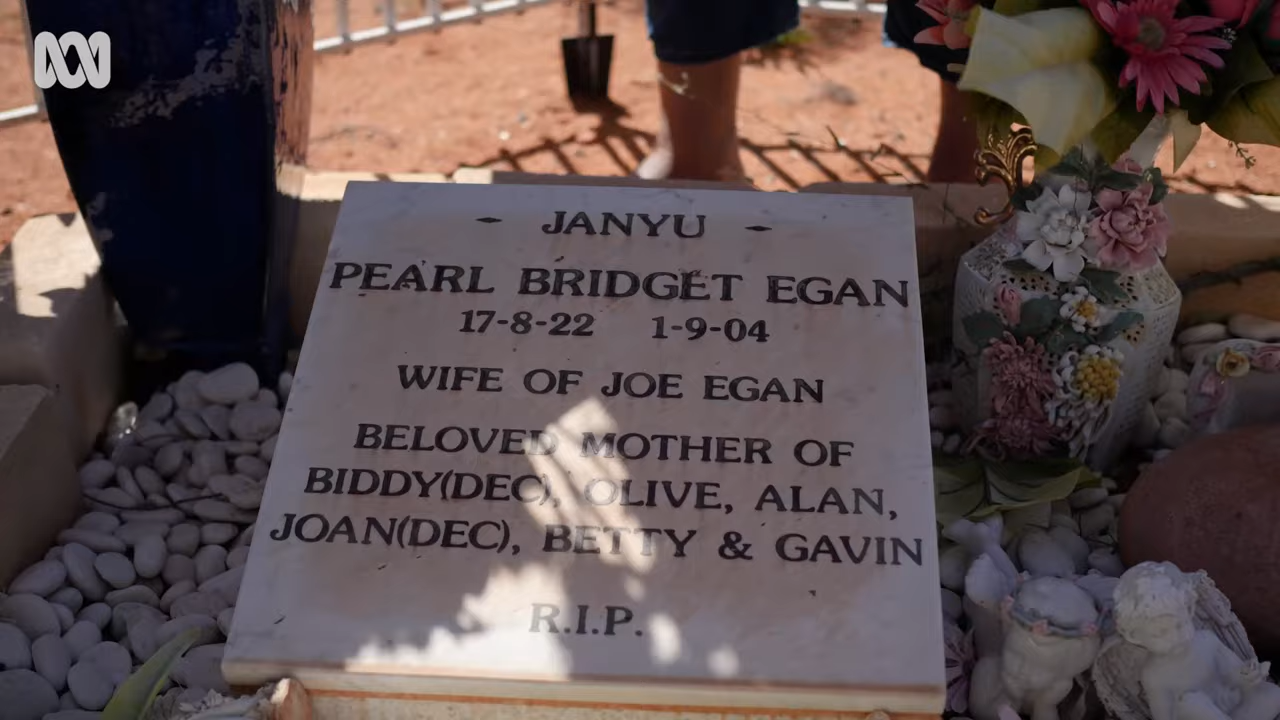 JANYU
PEARL BRIDGET EGAN
17-8-22 1-9-04
WIFE OF JOE EGAN
BELOVED MOTHER OF
BIDDY(DEC), OLIVE, ALAN,
JOAN(DEC), BETTY & GAVIN
R.I.P.